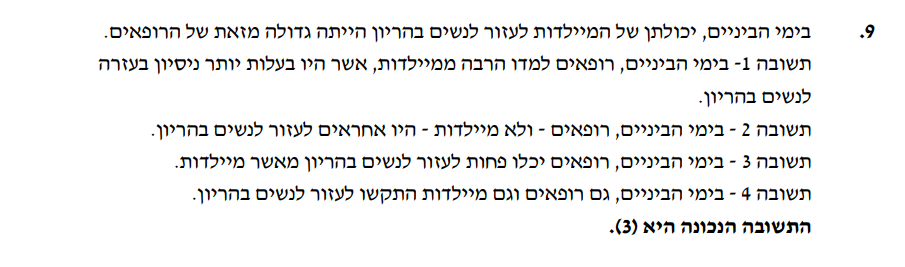 9. בימי הביניים, יכולתן של המיילדות לעזור לנשים בהריון הייתה גדולה מזאת של הרופאים.
תשובה 1- בימי הביניים, רופאים למדו הרבה ממיילדות, אשר היו בעלות יותר ניסיון בעזרה
לנשים בהריון.
תשובה 2 - בימי הביניים, רופאים - ולא מיילדות - היו אחראים לעזור לנשים בהריון.
תשובה 3 - בימי הביניים, רופאים יכלו פחות לעזור לנשים בהריון מאשר מיילדות.
תשובה 4 - בימי הביניים, גם רופאים וגם מיילדות התקשו לעזור לנשים בהריון.
התשובה הנכונה היא (3).